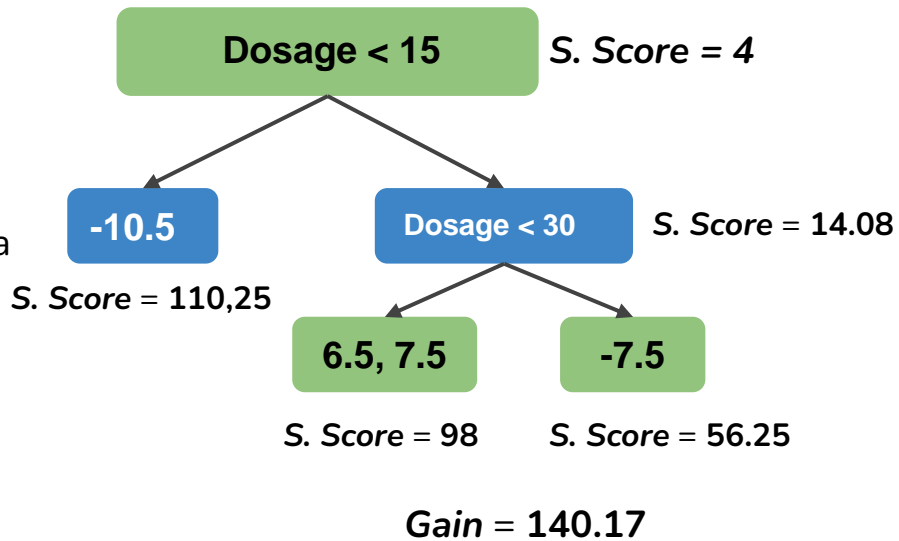 Dosage < 15
S. Score = 4
-10.5
Dosage < 30
S. Score = 14.08
a
S. Score = 110,25
6.5, 7.5
-7.5
S. Score = 98
S. Score = 56.25
Gain = 140.17